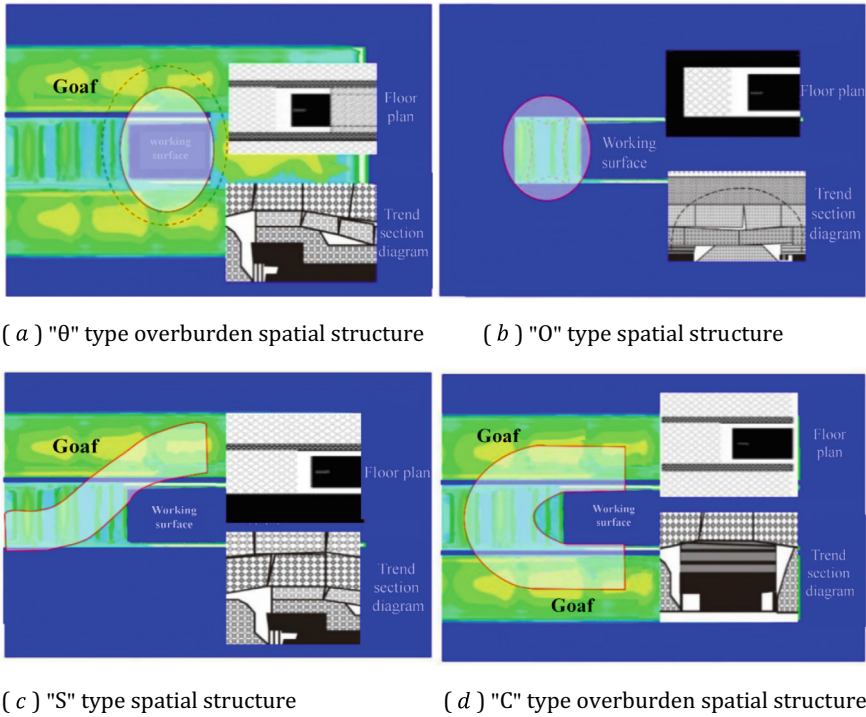 Goaf
working
surface
Floor
plan
Trend
section
diagram
Working
surface
Floor plan
Trend
section
diagram
( a ) "θ" type overburden spatial structure
( b ) "O" type spatial structure
Goaf
Working
surface
Floor plan
Trend
section
diagram
Goaf
Working
surface
Goaf
Floor
plan
Trend
section
diagram
( c ) "S" type spatial structure
( d ) "C" type overburden spatial structure